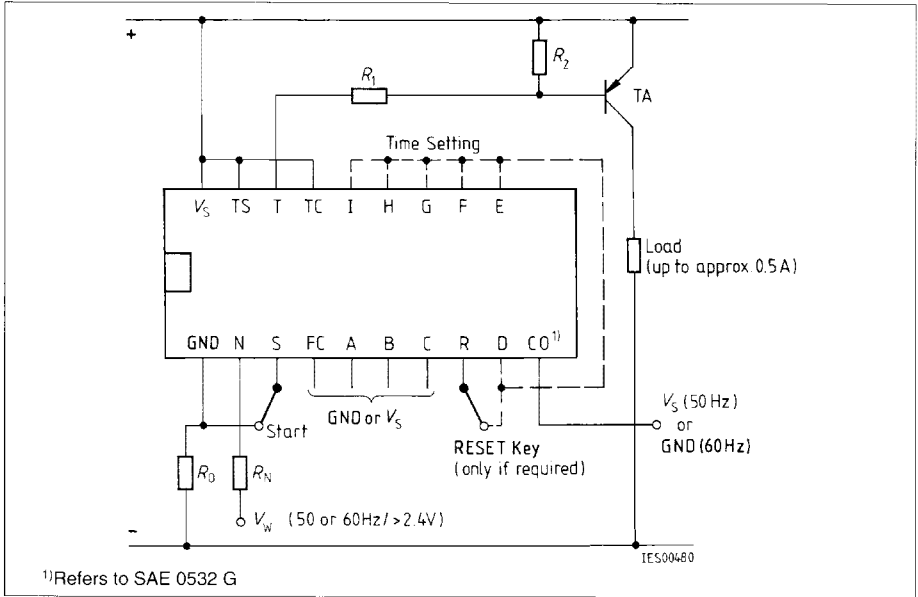 +
R2
R1
TA
Time Setting
VS TS T TC I H G F E
Load
(up to approx. 0.5 A)
GND N S FC A B C R D CO1)
GND or VS
Start
RESET Key
(only if required)
VS (50 Hz)
or
GND (60Hz)
R0 RN
VW (50 or 60Hz / >2.4V)
-
IES00480
1)Refers to SAE 0532 G